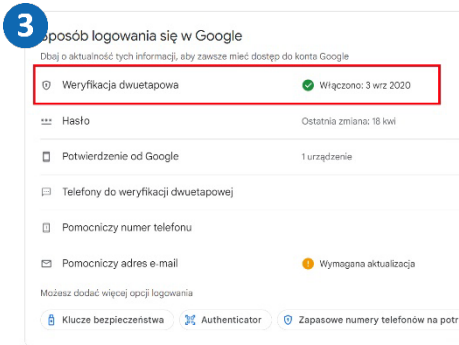 3
Sposób logowania się w Google
Dbaj o aktualność tych informacji, aby zawsze mieć dostęp do konta Google
Weryfikacja dwuetapowa
Włączono: 3 wrz 2020
Hasło
Ostatnia zmiana: 18 kwi
Potwierdzenie od Google
1 urządzenie
Telefony do weryfikacji dwuetapowej
Pomocniczy numer telefonu
Pomocniczy adres e-mail
Wymagana aktualizacja
Możesz dodać więcej opcji logowania
Klucze bezpieczeństwa
Authenticator
Zapasowe numery telefonów na potr